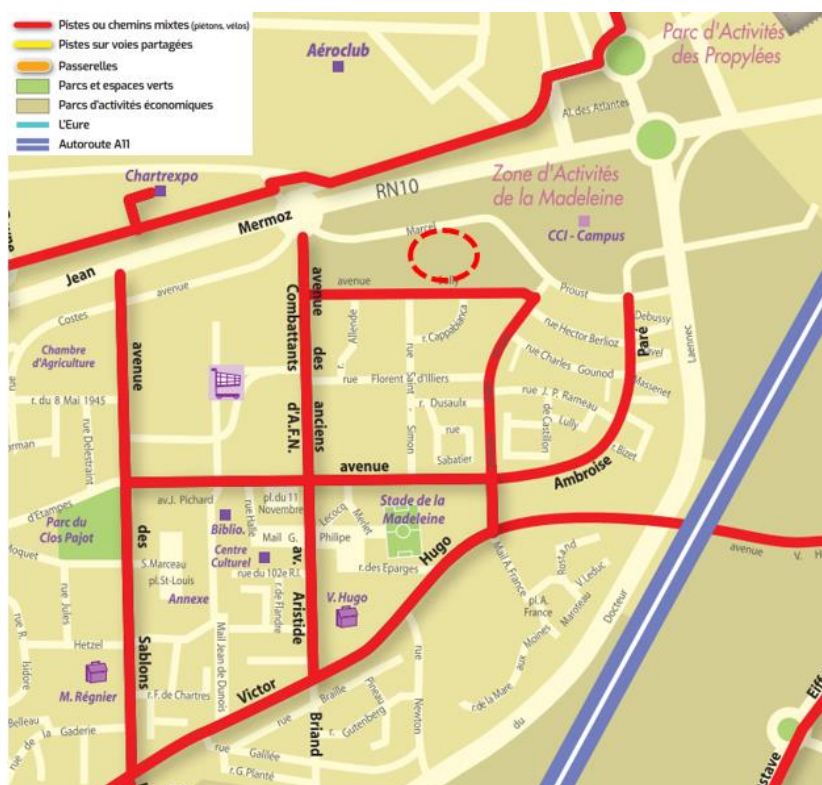 Pistes ou chemins mixtes (piétons, vélos)
Pistes sur voies partagées
Passerelles
Parcs et espaces verts
Parcs d'activités économiques
L'Eure
Autoroute A11
Aéroclub
Parc d'Activités
des Propylées
Al. des Atlantes
Chartrexpo
RN10
Zone d'Activités
de la Madeleine
CCI - Campus
Jean
Mermoz
Marcel
Proust
avenue
Costes
avenue
Chambre
d'Agriculture
r. du 8 Mai 1945
rue Delestraint
avenue
des
Sablons
avenue
des
anciens
Combattants
d'A.F.N.
r.
Allende
r. Cappabianca
rue
Florent
d'Illiers
rue
Saint
-
Simon
r. Dusaulx
rue
Sabatier
rue Hector Berlioz
rue Charles Gounod
rue J. P. Rameau
de Castillon
Lully
r. Bizet
Debussy
Massenet
Paré
Laennec
avenue
Ambroise
d'Etampes
Parc du
Clos Pajot
av.J. Pichard
Biblio.
rue Halle
pl.du 11
Novembre
Mail G.
Philipe
Lecocq
Merlet
Stade de la
Madeleine
Centre
Culturel
rue du 102e R.I.
r. des Eparges
Hugo
S.Marceau
pl.St-Louis
Annexe
r. de Flandre
av.
Aristide
Briand
V. Hugo
Mail A.France
pl. A.
France
Rostand
V. Leduc
Maroteau
Moines
aux
r. de la Mare
Docteur
du
avenue
V.
rue Jules
Hetzel
rue R.
Isidore
M. Régnier
r. F. de Chartres
Mail Jean de Dunois
Victor
Belleau
rue de la Gaderie
rue
Braille
Pineau
r. Gutenberg
rue
Newton
rue Galilée
r. G. Planté